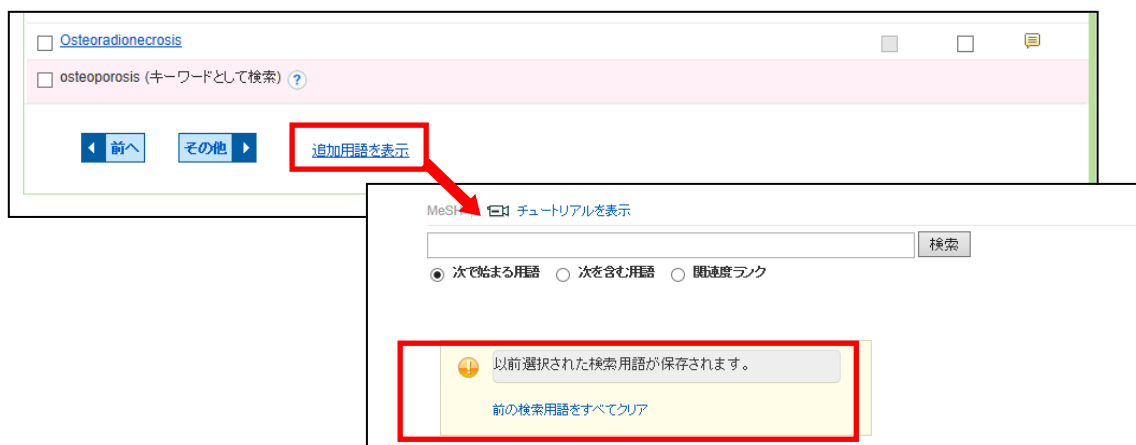 Osteoradionecrosis
osteoporosis (キーワードとして検索) ?
前へ その他 追加用語を表示
チュートリアルを表示
検索
次で始まる用語 次を含む用語 関連度ランク
以前選択された検索用語が保存されます。
前の検索用語をすべてクリア